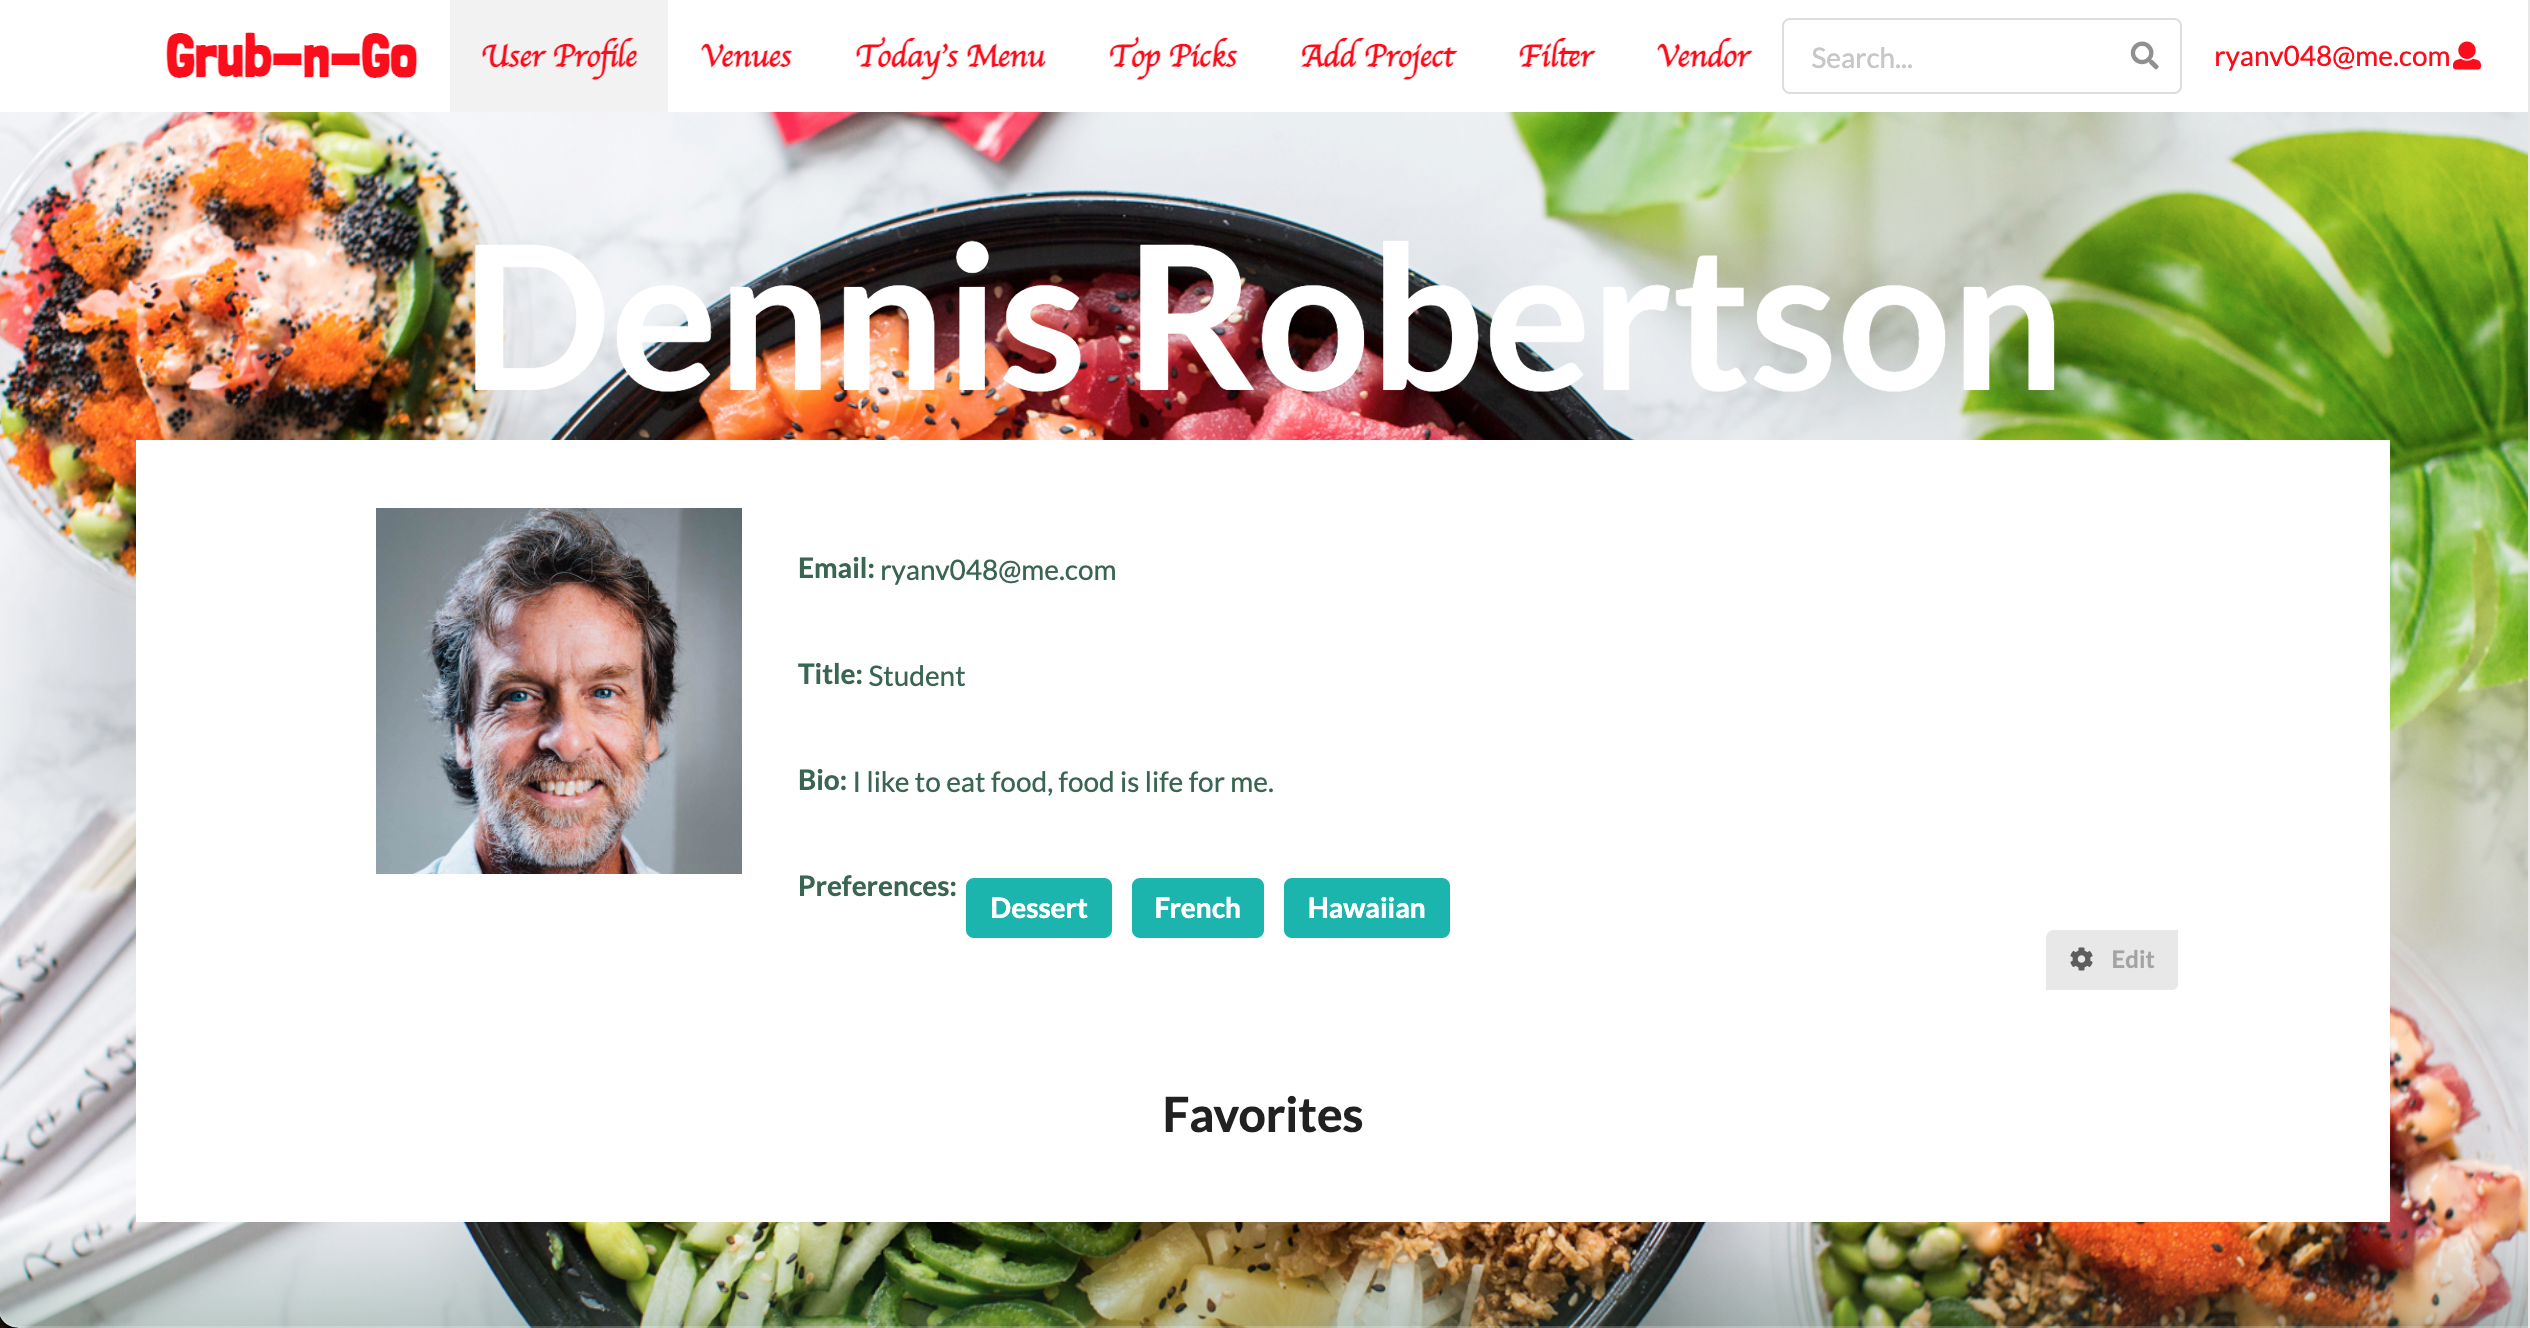 Grub-n-Go User Profile Venues Today's Menu Top Picks Add Project Filter Vendor Search... ryanv048@me.com
Dennis Robertson
Email: ryanv048@me.com
Title: Student
Bio: I like to eat food, food is life for me.
Preferences: Dessert French Hawaiian
Edit
Favorites